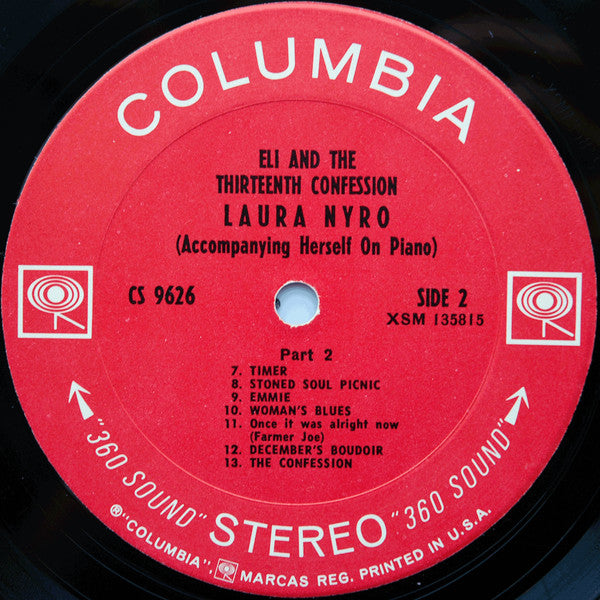 COLUMBIA
ELI AND THE
THIRTEENTH CONFESSION
LAURA NYRO
(Accompanying Herself On Piano)
CS 9626
SIDE 2
XSM 135815
Part 2
7. TIMER
8. STONED SOUL PICNIC
9. EMMIE
10. WOMAN'S BLUES
11. Once it was alright now
(Farmer Joe)
12. DECEMBER'S BOUDOIR
13. THE CONFESSION
"360 SOUND" STEREO "360 SOUND"
®"COLUMBIA", MARCAS REG. PRINTED IN U.S.A.